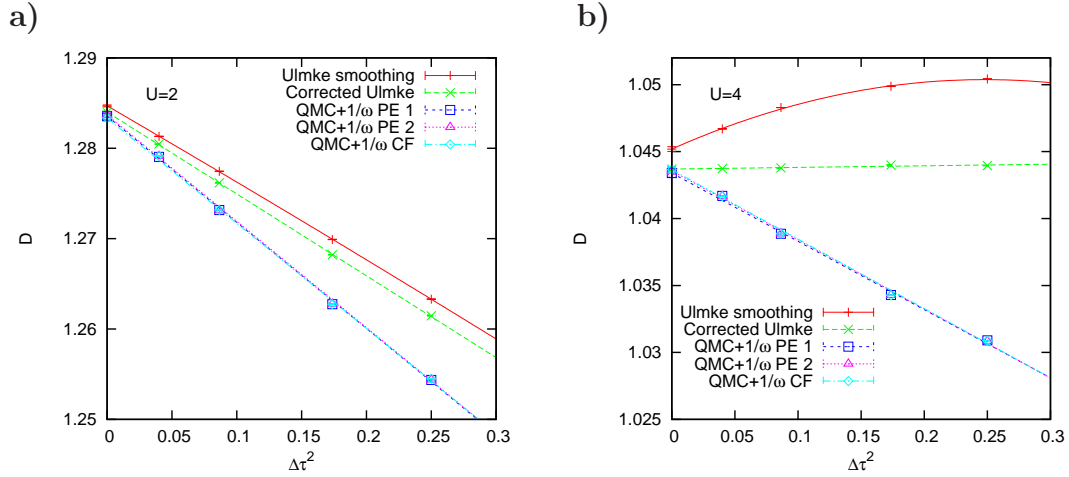 a)
1.29
1.28
1.27
1.26
1.25
D
U=2
Ulmke smoothing
Corrected Ulmke
QMC+1/ω PE 1
QMC+1/ω PE 2
QMC+1/ω CF
0 0.05 0.1 0.15 0.2 0.25 0.3
Δτ²
b)
1.05
1.045
1.04
1.035
1.03
1.025
D
U=4
Ulmke smoothing
Corrected Ulmke
QMC+1/ω PE 1
QMC+1/ω PE 2
QMC+1/ω CF
0 0.05 0.1 0.15 0.2 0.25 0.3
Δτ²